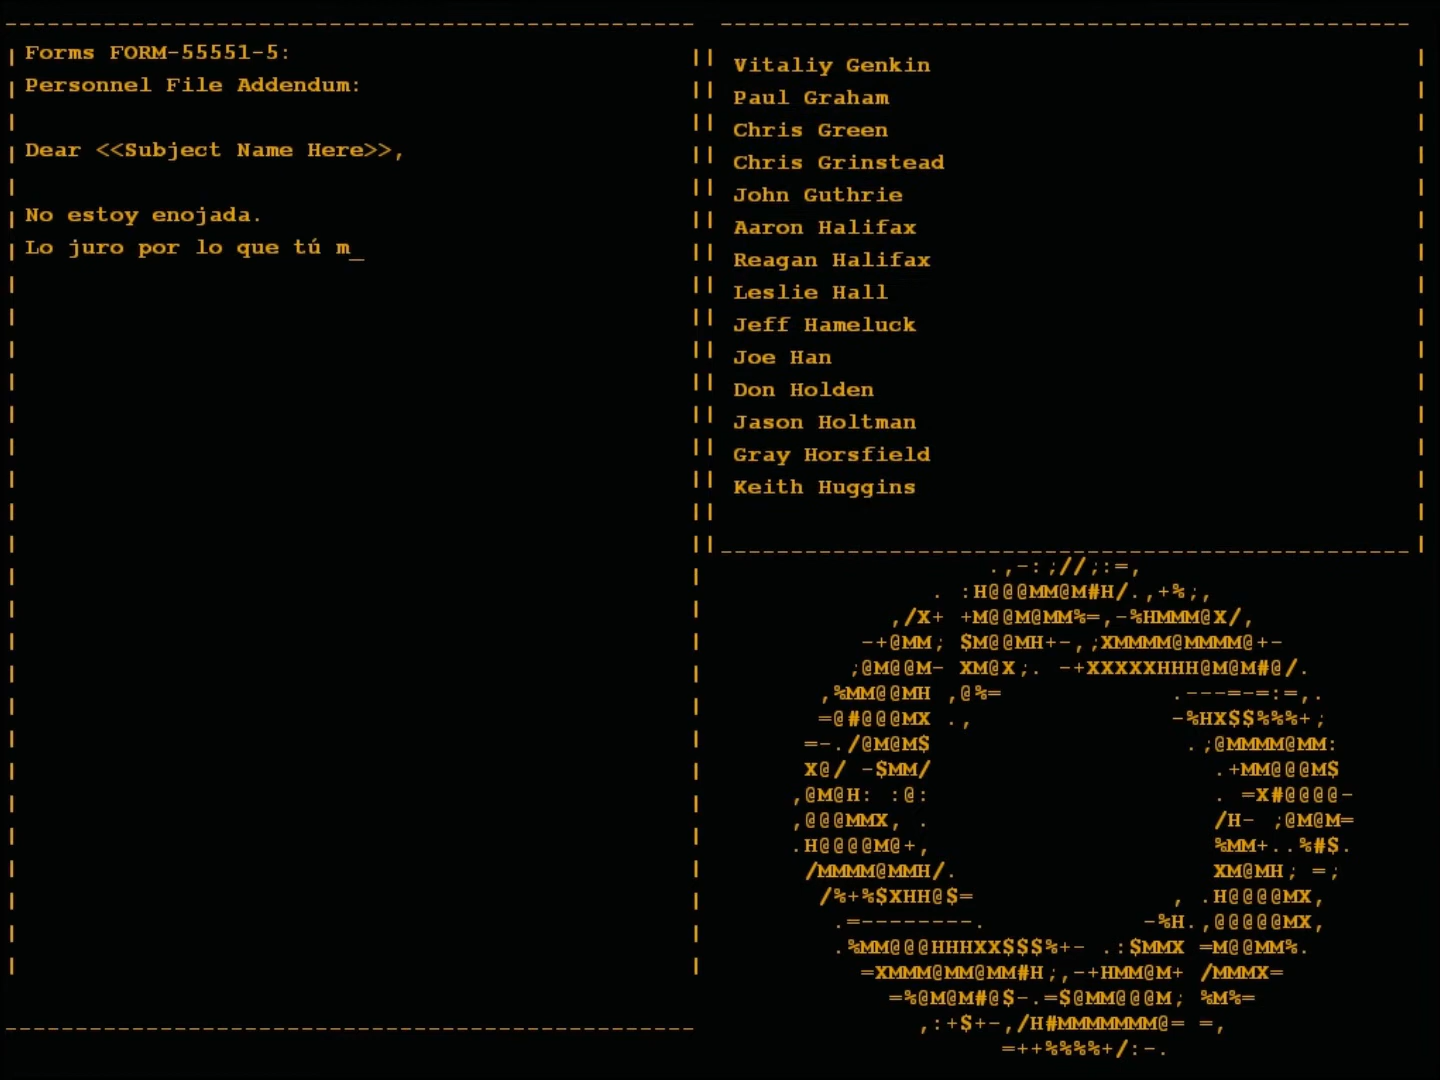 Forms FORM-55551-5:
Personnel File Addendum:
Dear <<Subject Name Here>>,
No estoy enojada.
Lo juro por lo que tú m_
Vitaliy Genkin
Paul Graham
Chris Green
Chris Grinstead
John Guthrie
Aaron Halifax
Reagan Halifax
Leslie Hall
Jeff Hameluck
Joe Han
Don Holden
Jason Holtman
Gray Horsfield
Keith Huggins